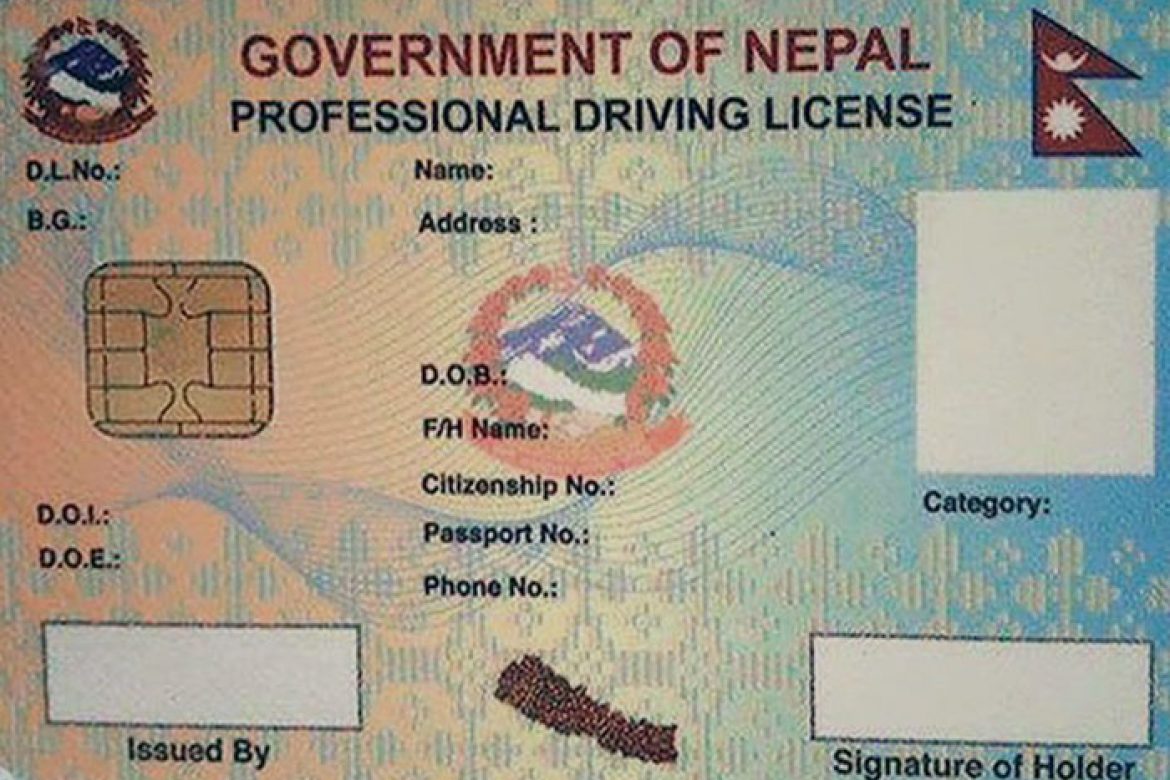 GOVERNMENT OF NEPAL
PROFESSIONAL DRIVING LICENSE
D.L.No.:
Name:
B.G.:
Address :
D.O.B.:
F/H Name:
Citizenship No.:
Category:
D.O.I.:
Passport No.:
D.O.E.:
Phone No.:
Issued By
Signature of Holder